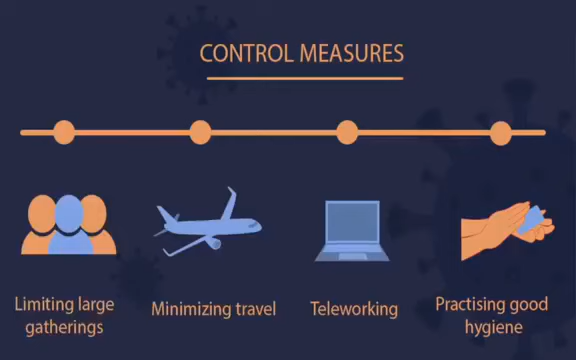 CONTROL MEASURES
Limiting large
gatherings
Minimizing travel
Teleworking
Practising good
hygiene